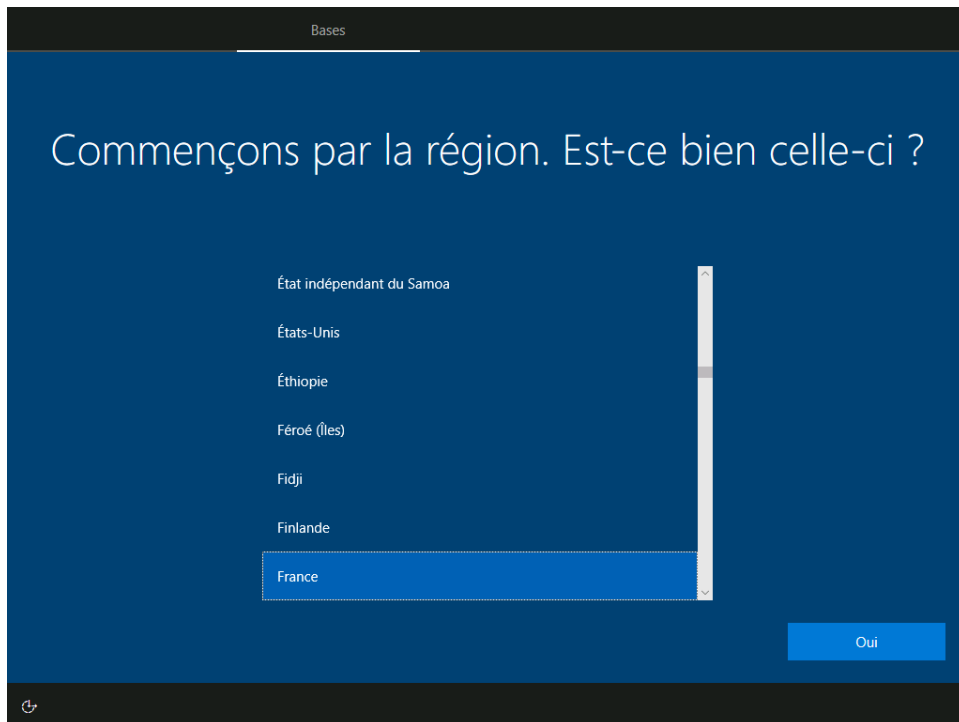 Bases
Commençons par la région. Est-ce bien celle-ci ?
État indépendant du Samoa
États-Unis
Éthiopie
Féroé (Îles)
Fidji
Finlande
France
Oui